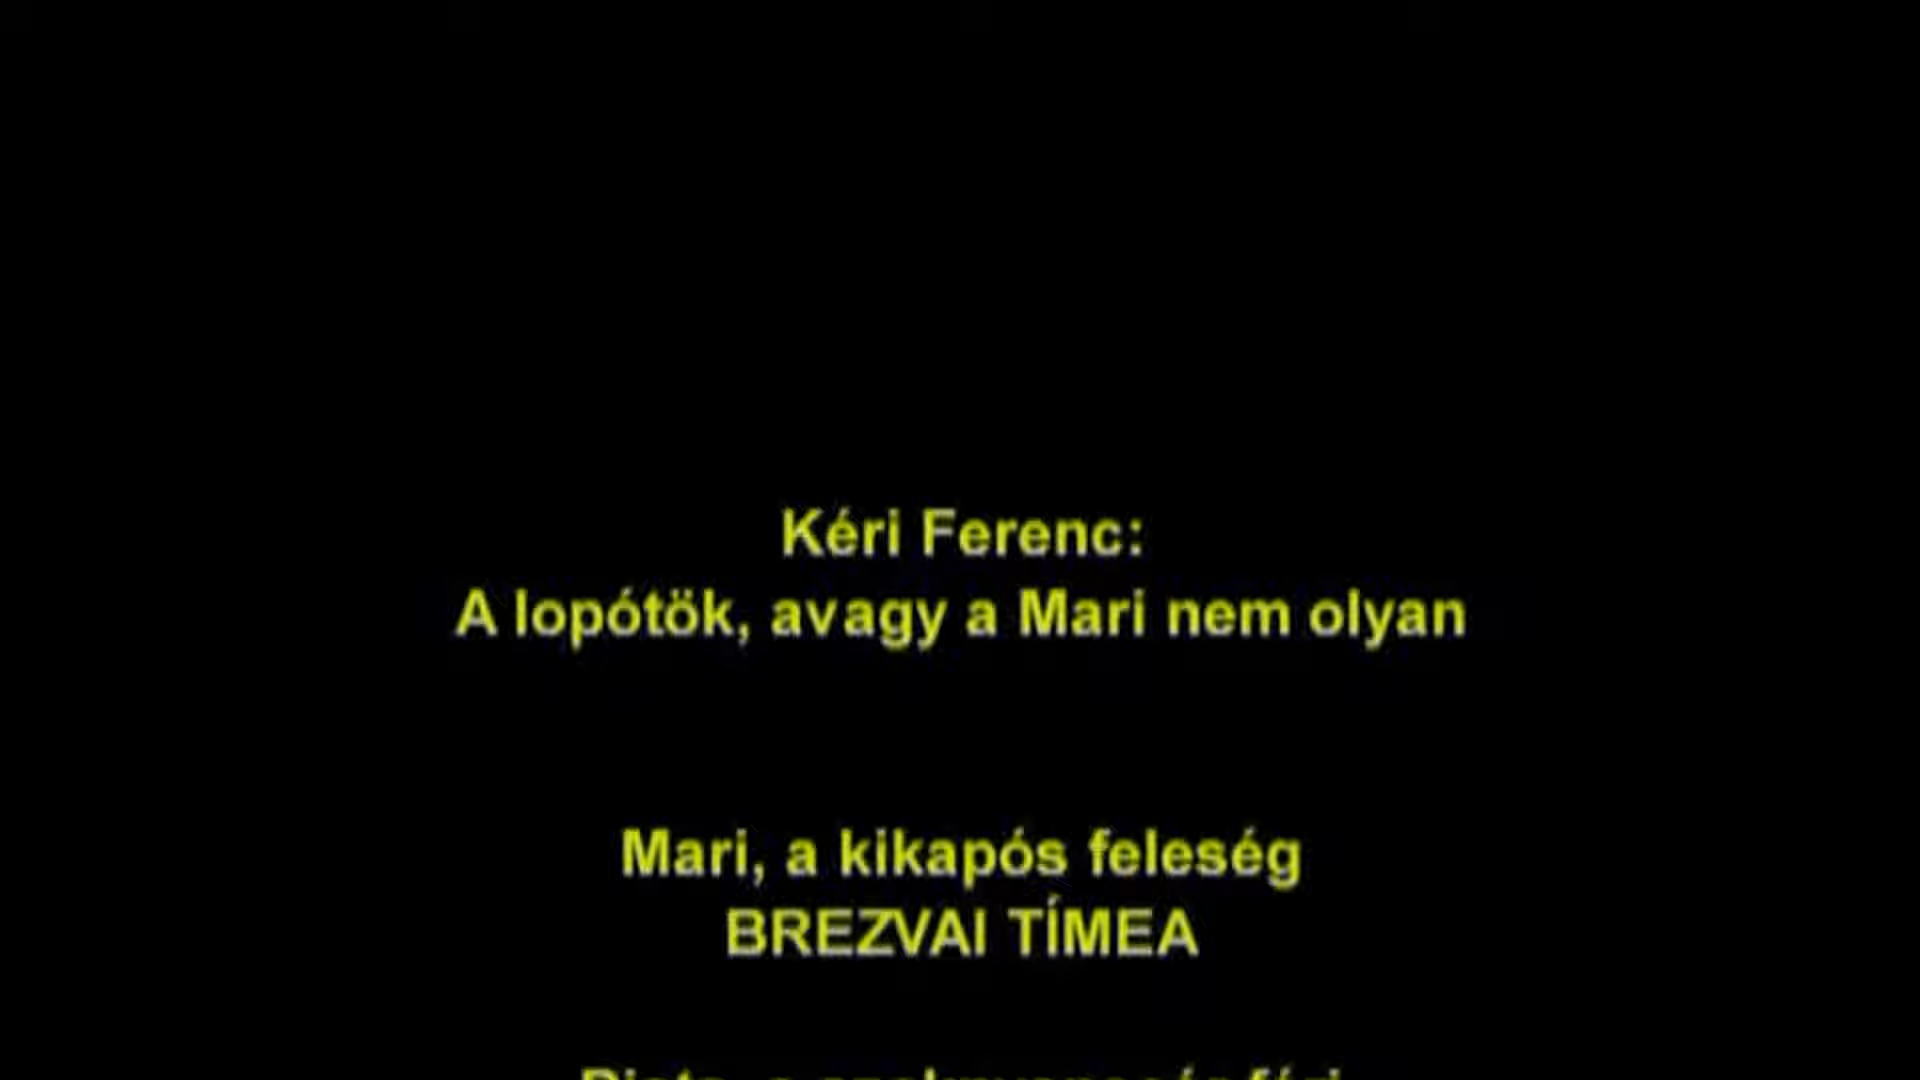 Kéri Ferenc:
A lopótök, avagy a Mari nem olyan
Mari, a kikapós feleség
BREZVAI TÍMEA